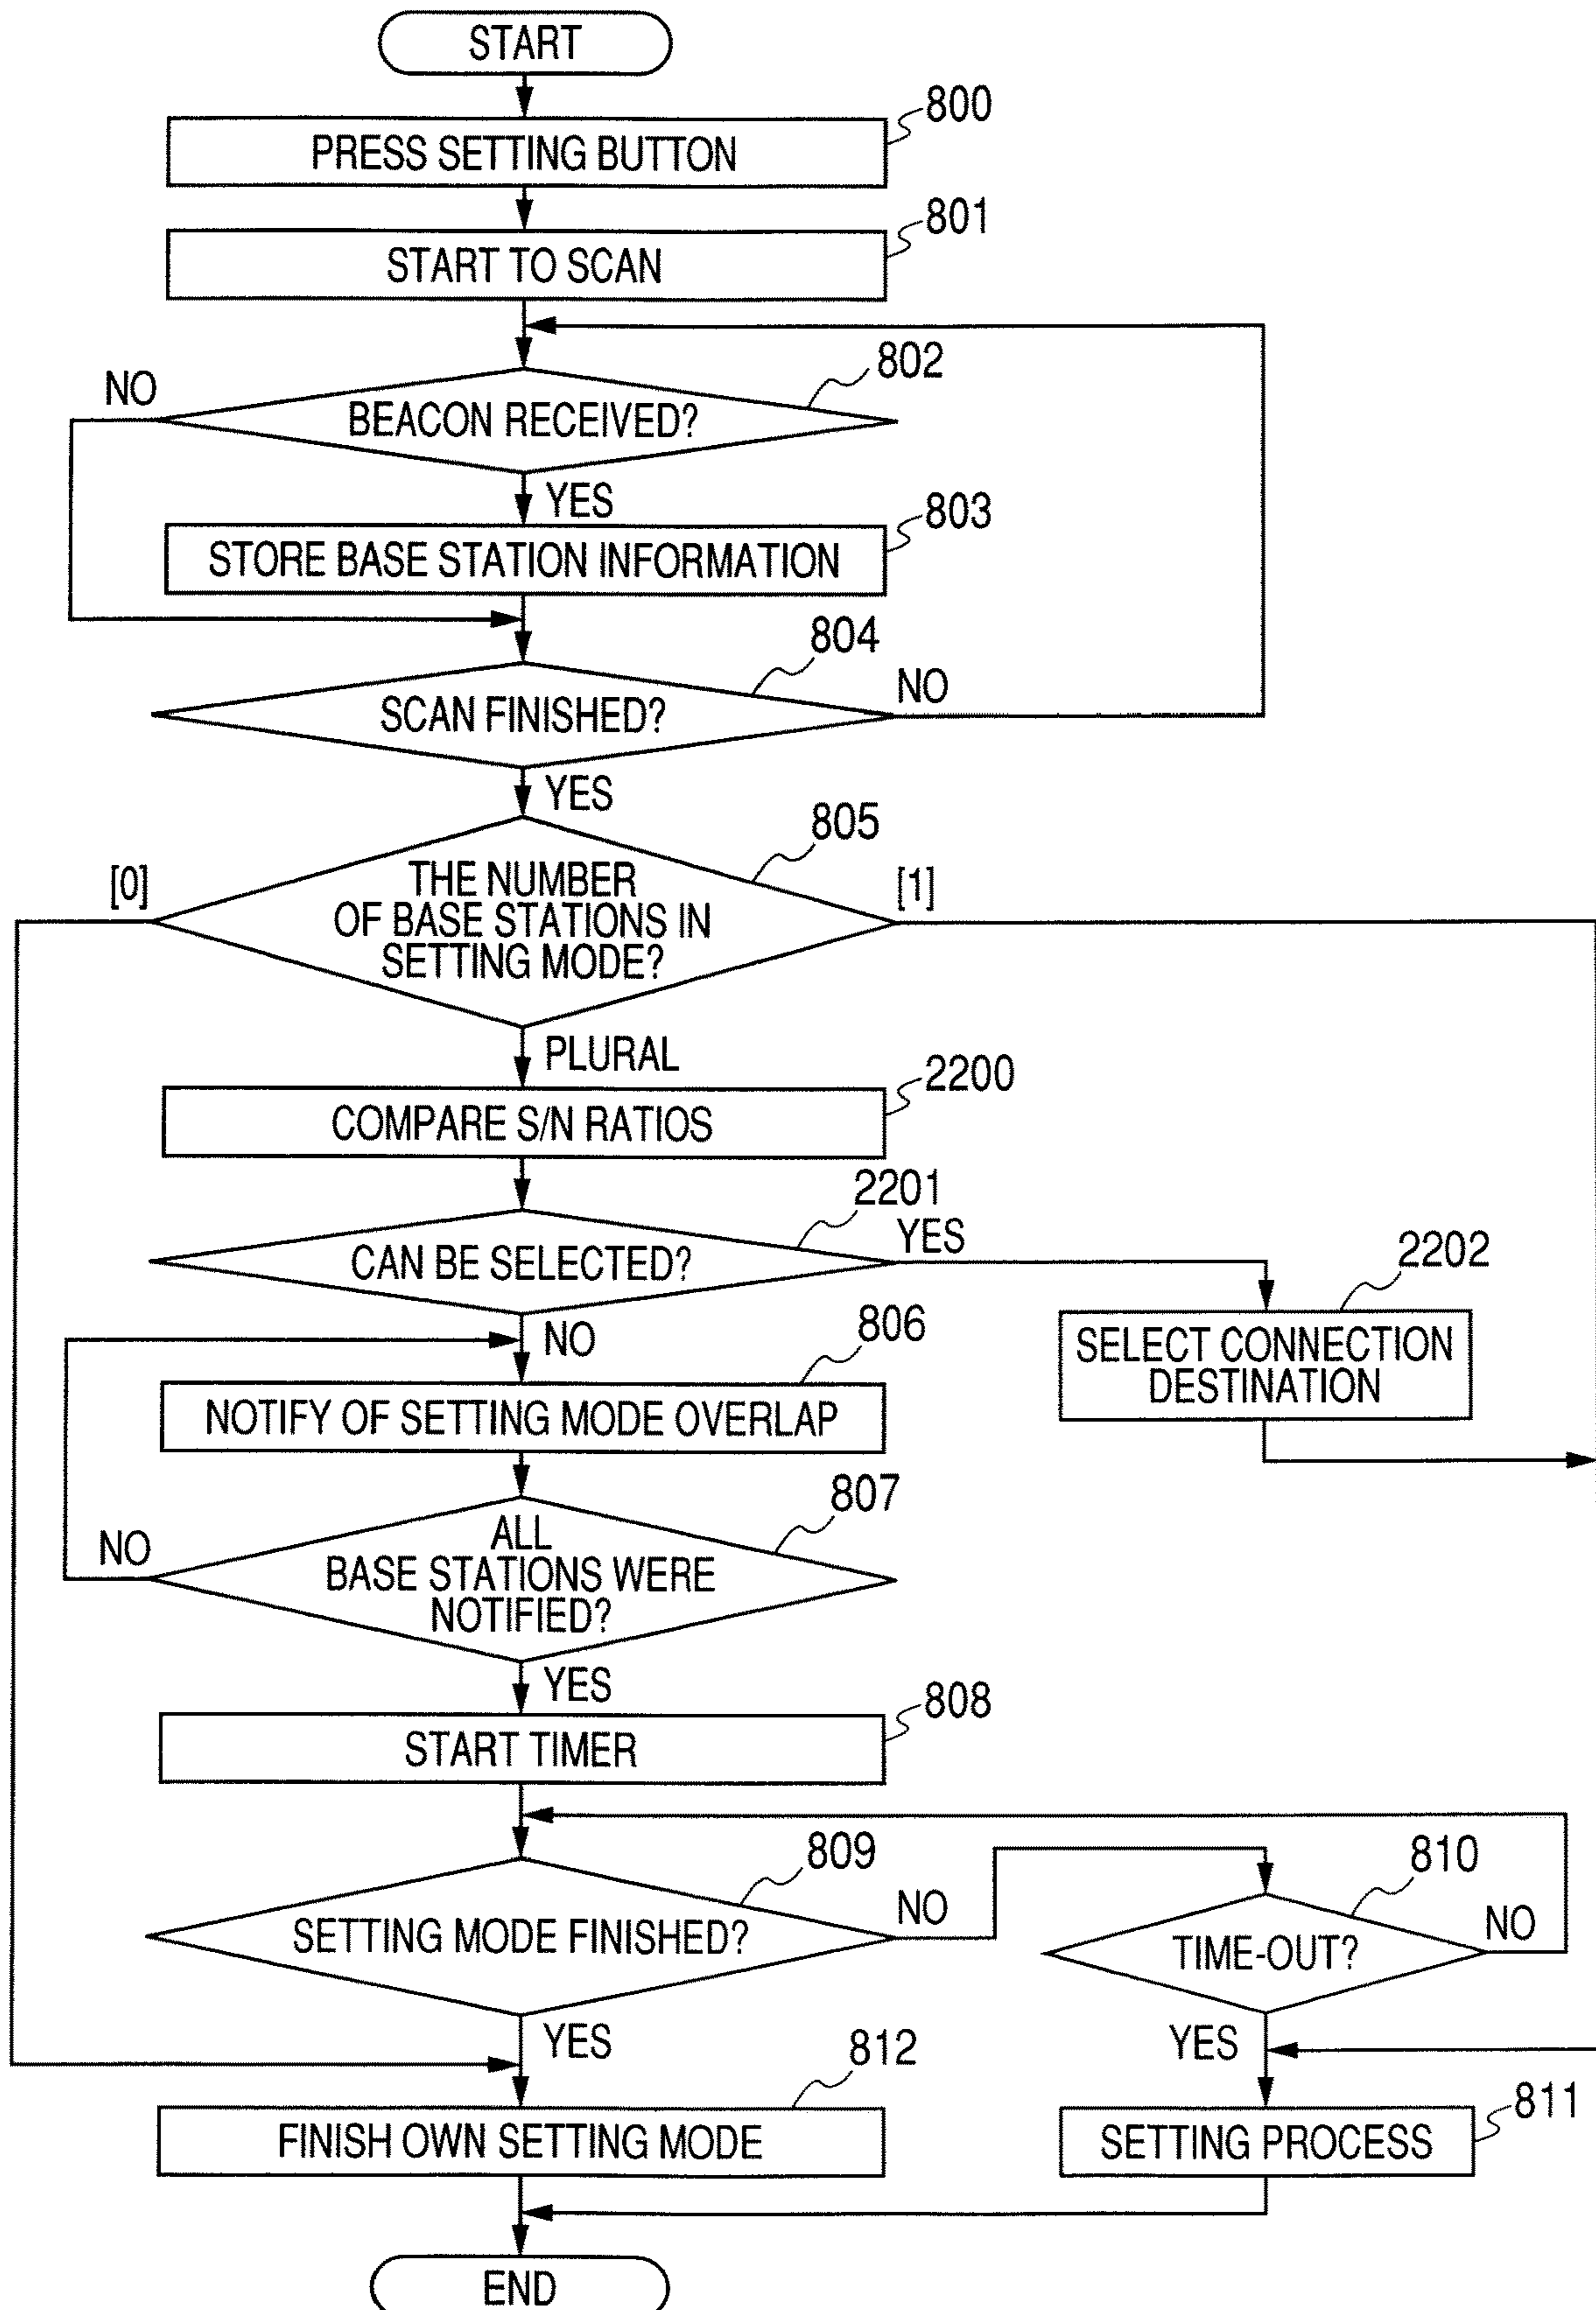 START
800
PRESS SETTING BUTTON
801
START TO SCAN
802
NO
BEACON RECEIVED?
YES
803
STORE BASE STATION INFORMATION
804
NO
SCAN FINISHED?
YES
805
[0]
[1]
THE NUMBER
OF BASE STATIONS IN
SETTING MODE?
PLURAL
2200
COMPARE S/N RATIOS
2201
YES
CAN BE SELECTED?
2202
SELECT CONNECTION
DESTINATION
NO
806
NOTIFY OF SETTING MODE OVERLAP
807
NO
ALL
BASE STATIONS WERE
NOTIFIED?
YES
808
START TIMER
809
NO
SETTING MODE FINISHED?
810
NO
TIME-OUT?
YES
YES
812
FINISH OWN SETTING MODE
811
SETTING PROCESS
END